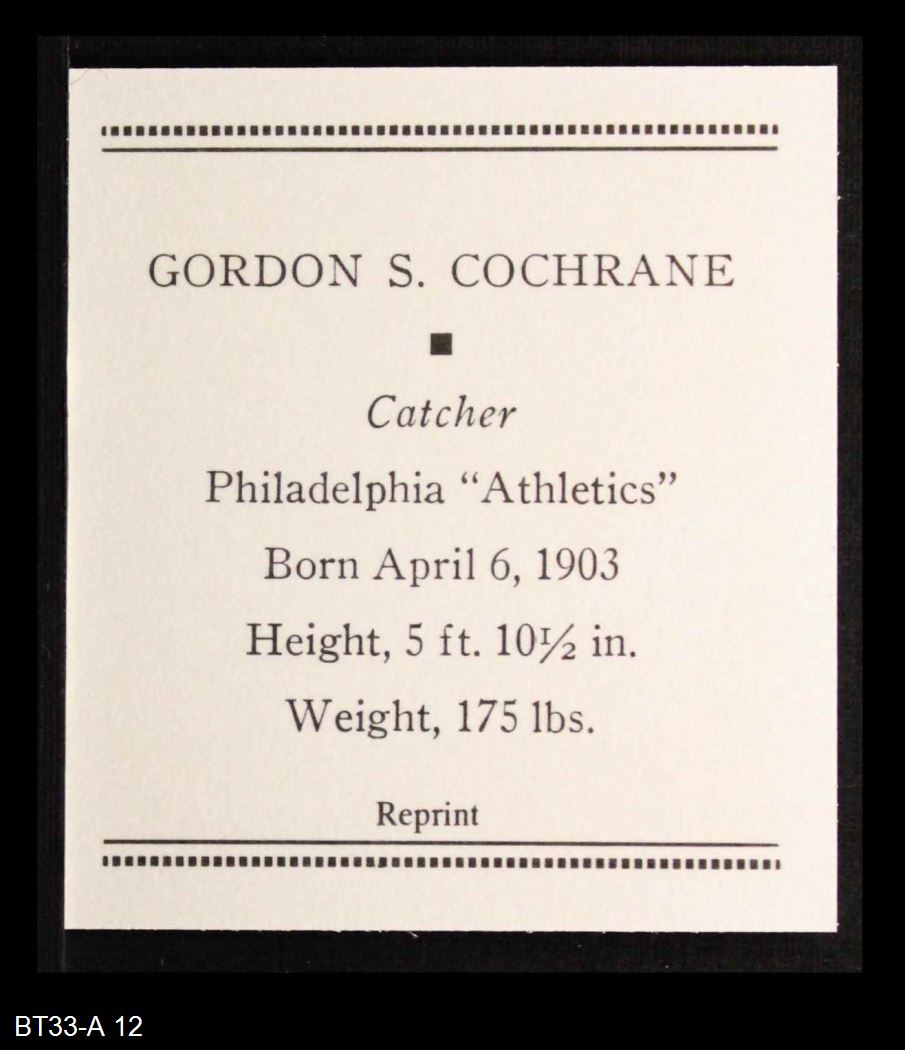 GORDON S. COCHRANE
Catcher
Philadelphia “Athletics”
Born April 6, 1903
Height, 5 ft. 10½ in.
Weight, 175 lbs.
Reprint
BT33-A 12